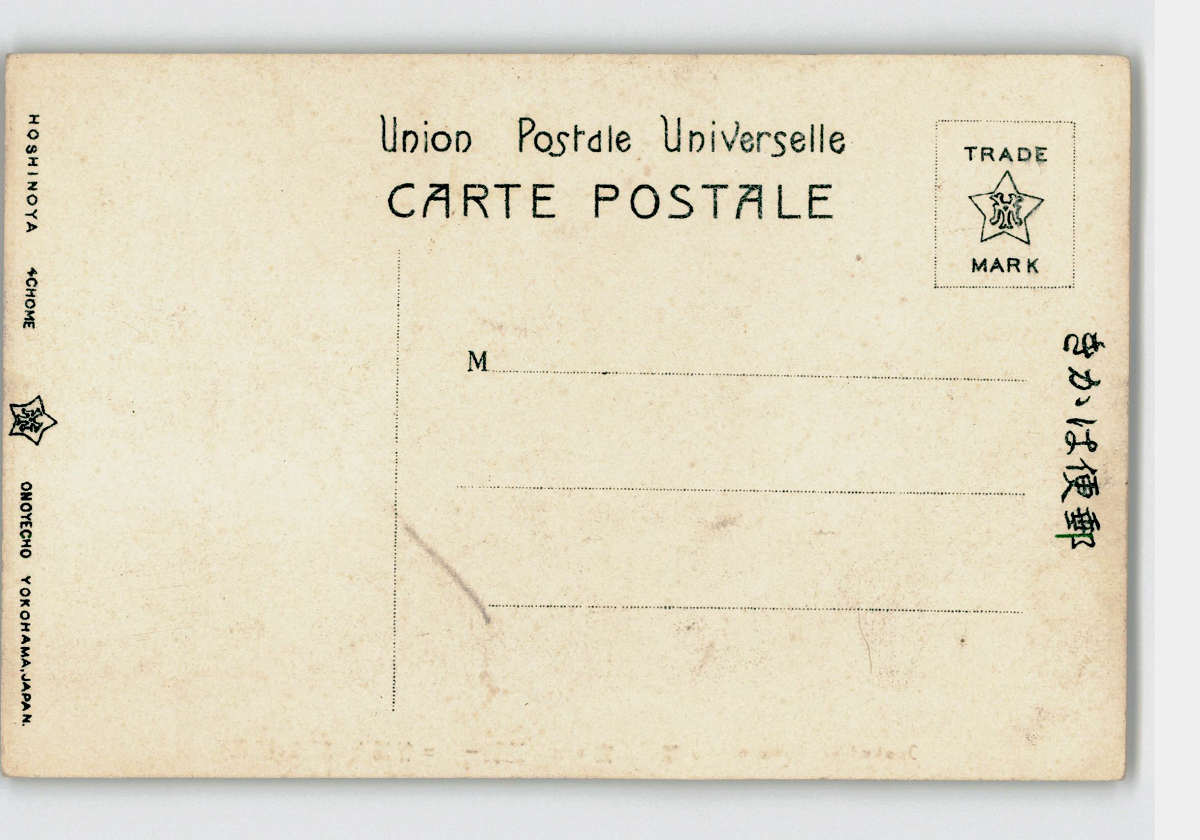 Union Postale Universelle
CARTE POSTALE
TRADE
MARK
M
きかは便郵
HOSHINOYA 4CHOME
ONOYECHO YOKOHAMA, JAPAN.